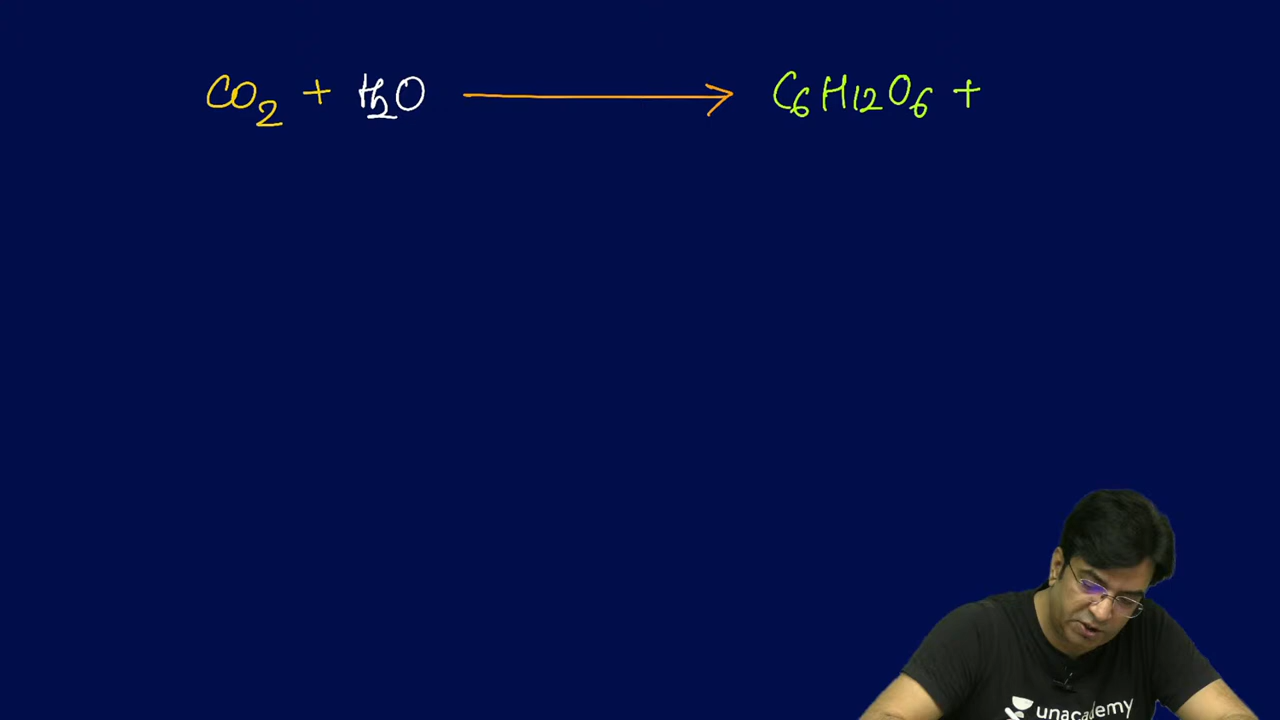 CO₂ + H₂O → C₆H₁₂O₆ +
unacademy